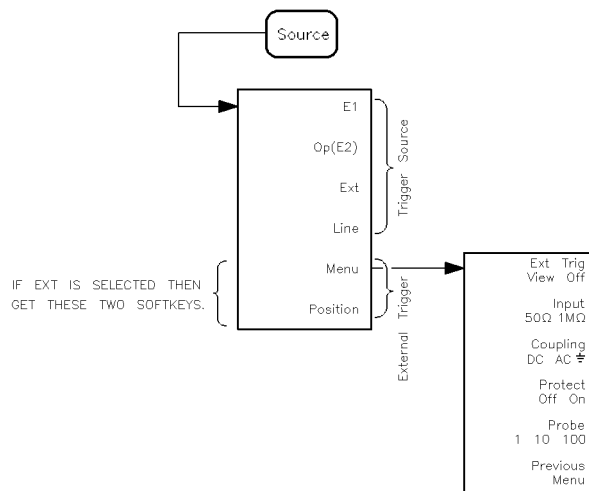 Source
E1
Op(E2)
Ext
Line
Menu
Position
Trigger Source
External Trigger
IF EXT IS SELECTED THEN
GET THESE TWO SOFTKEYS.
Ext Trig
View Off
Input
50Ω 1MΩ
Coupling
DC AC ⏚
Protect
Off On
Probe
1 10 100
Previous
Menu